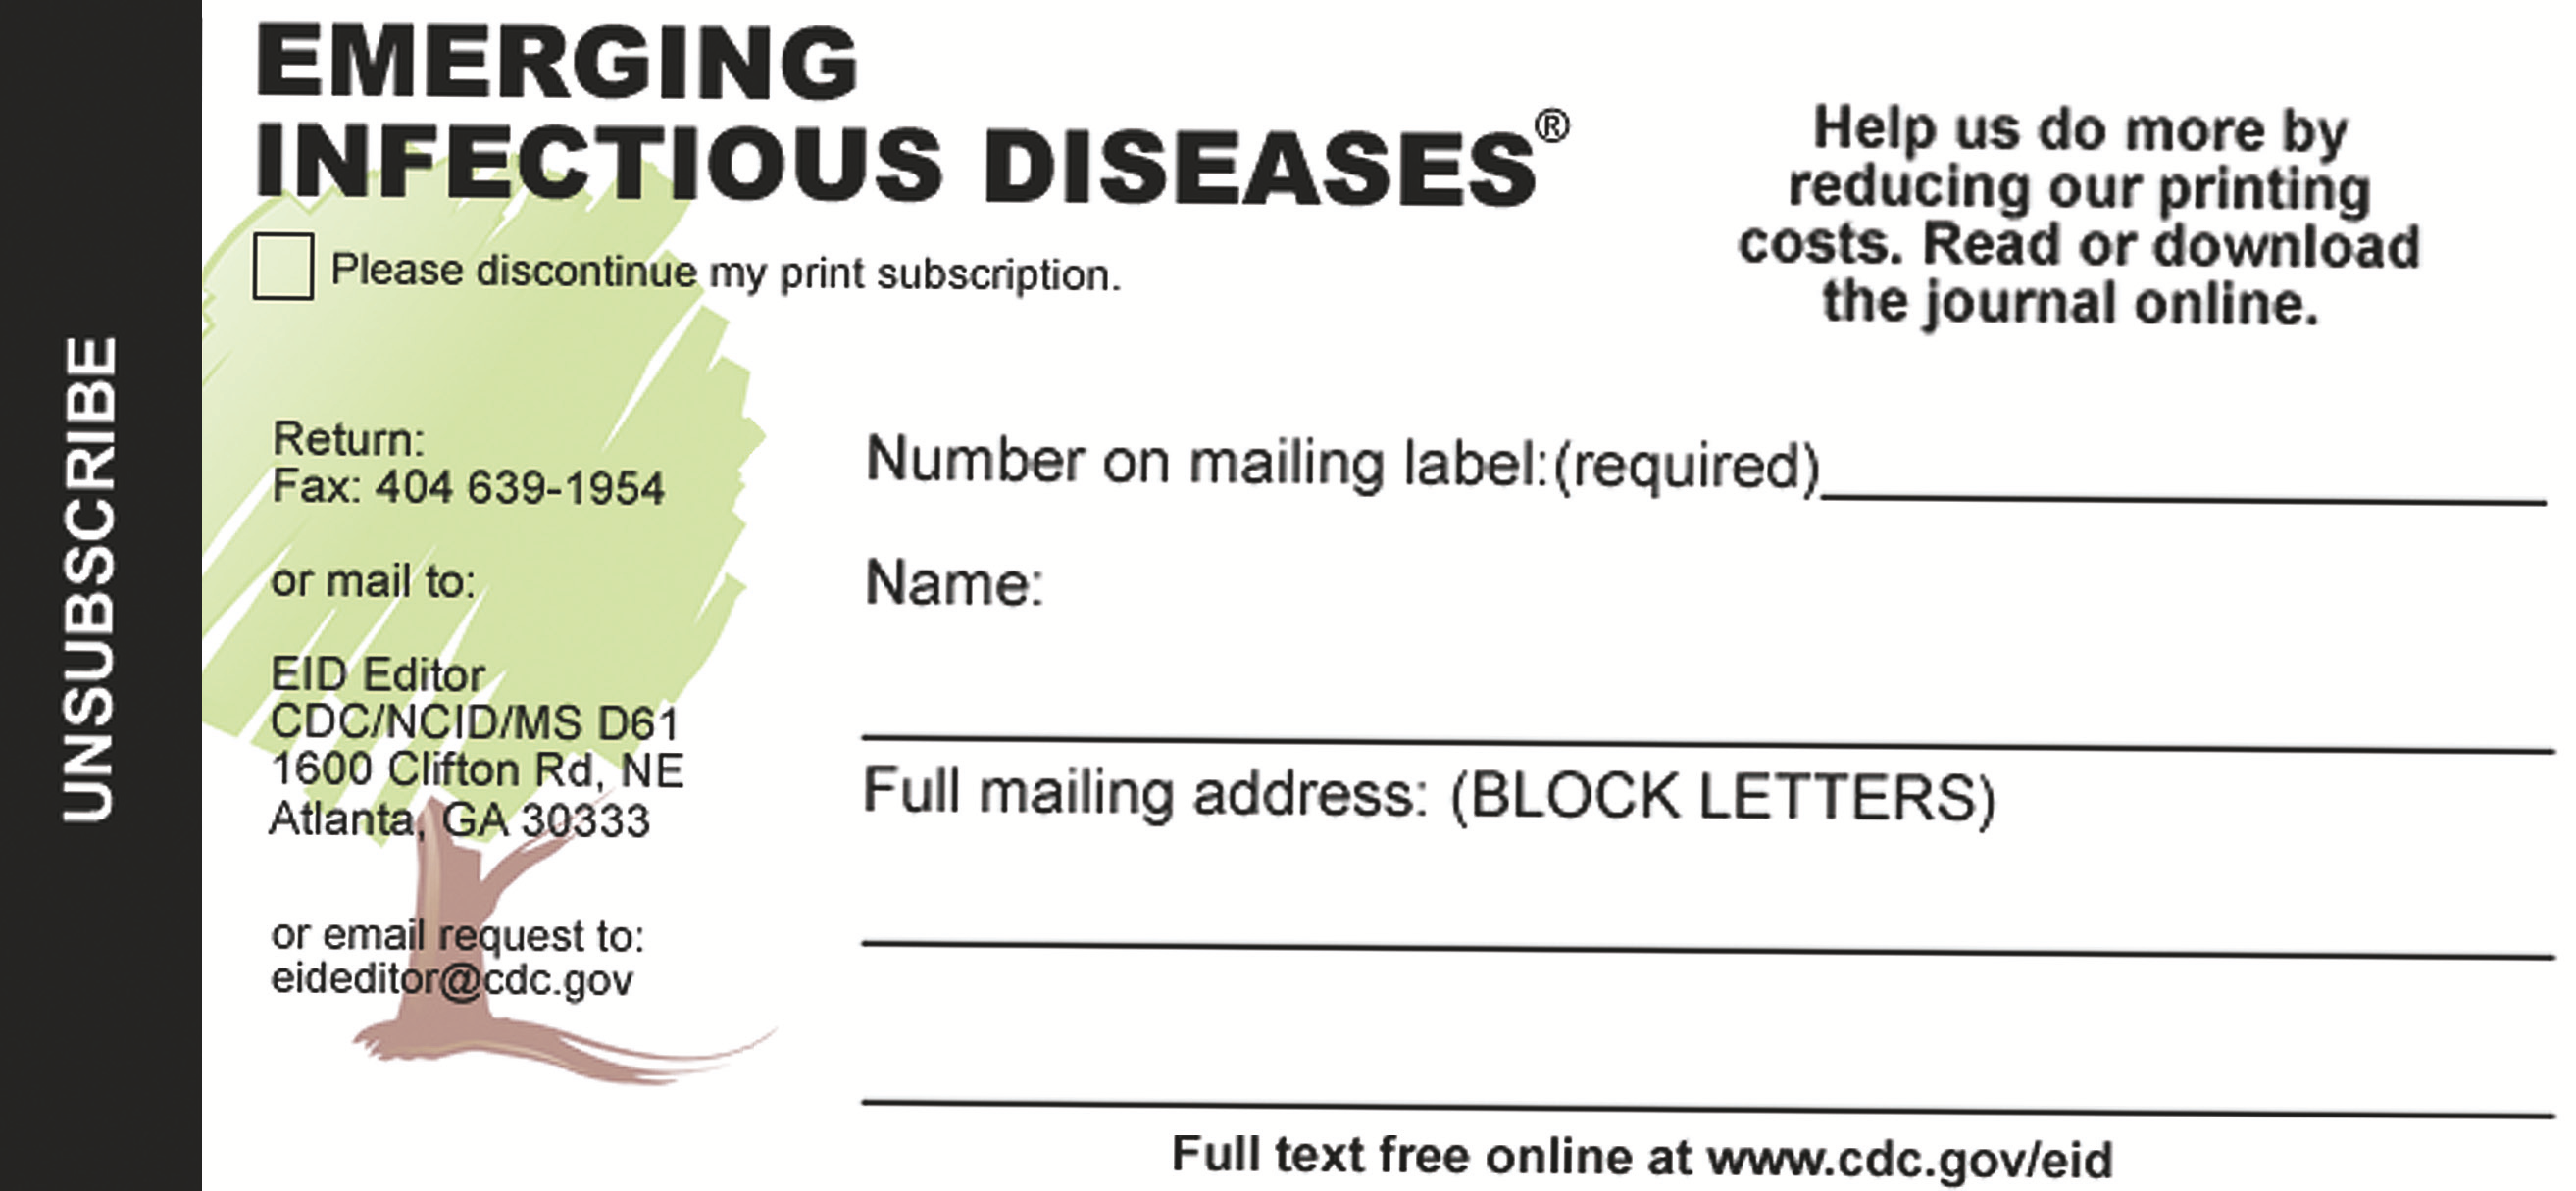 UNSUBSCRIBE
EMERGING
INFECTIOUS DISEASES®
Please discontinue my print subscription.
Help us do more by
reducing our printing
costs. Read or download
the journal online.
Return:
Fax: 404 639-1954
or mail to:
EID Editor
CDC/NCID/MS D61
1600 Clifton Rd, NE
Atlanta, GA 30333
or email request to:
eideditor@cdc.gov
Number on mailing label:(required)
Name:
Full mailing address: (BLOCK LETTERS)
Full text free online at www.cdc.gov/eid